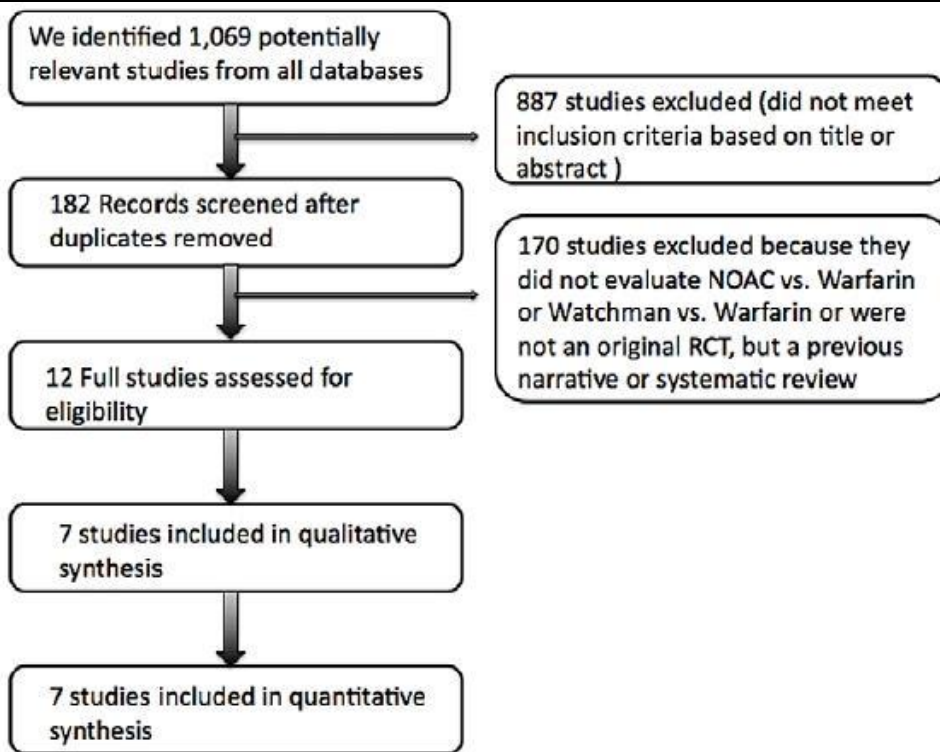 We identified 1,069 potentially
relevant studies from all databases
887 studies excluded (did not meet
inclusion criteria based on title or
abstract )
182 Records screened after
duplicates removed
170 studies excluded because they
did not evaluate NOAC vs. Warfarin
or Watchman vs. Warfarin or were
not an original RCT, but a previous
narrative or systematic review
12 Full studies assessed for
eligibility
7 studies included in qualitative
synthesis
7 studies included in quantitative
synthesis